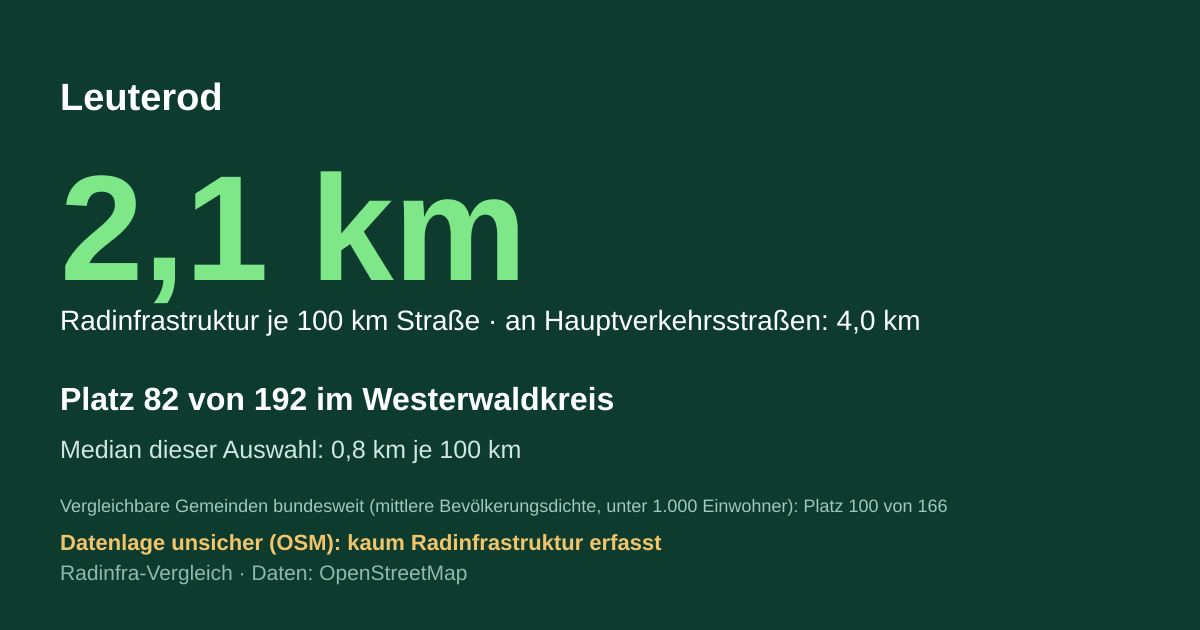 Leuterod
2,1 km
Radinfrastruktur je 100 km Straße · an Hauptverkehrsstraßen: 4,0 km
Platz 82 von 192 im Westerwaldkreis
Median dieser Auswahl: 0,8 km je 100 km
Vergleichbare Gemeinden bundesweit (mittlere Bevölkerungsdichte, unter 1.000 Einwohner): Platz 100 von 166
Datenlage unsicher (OSM): kaum Radinfrastruktur erfasst
Radinfra-Vergleich · Daten: OpenStreetMap